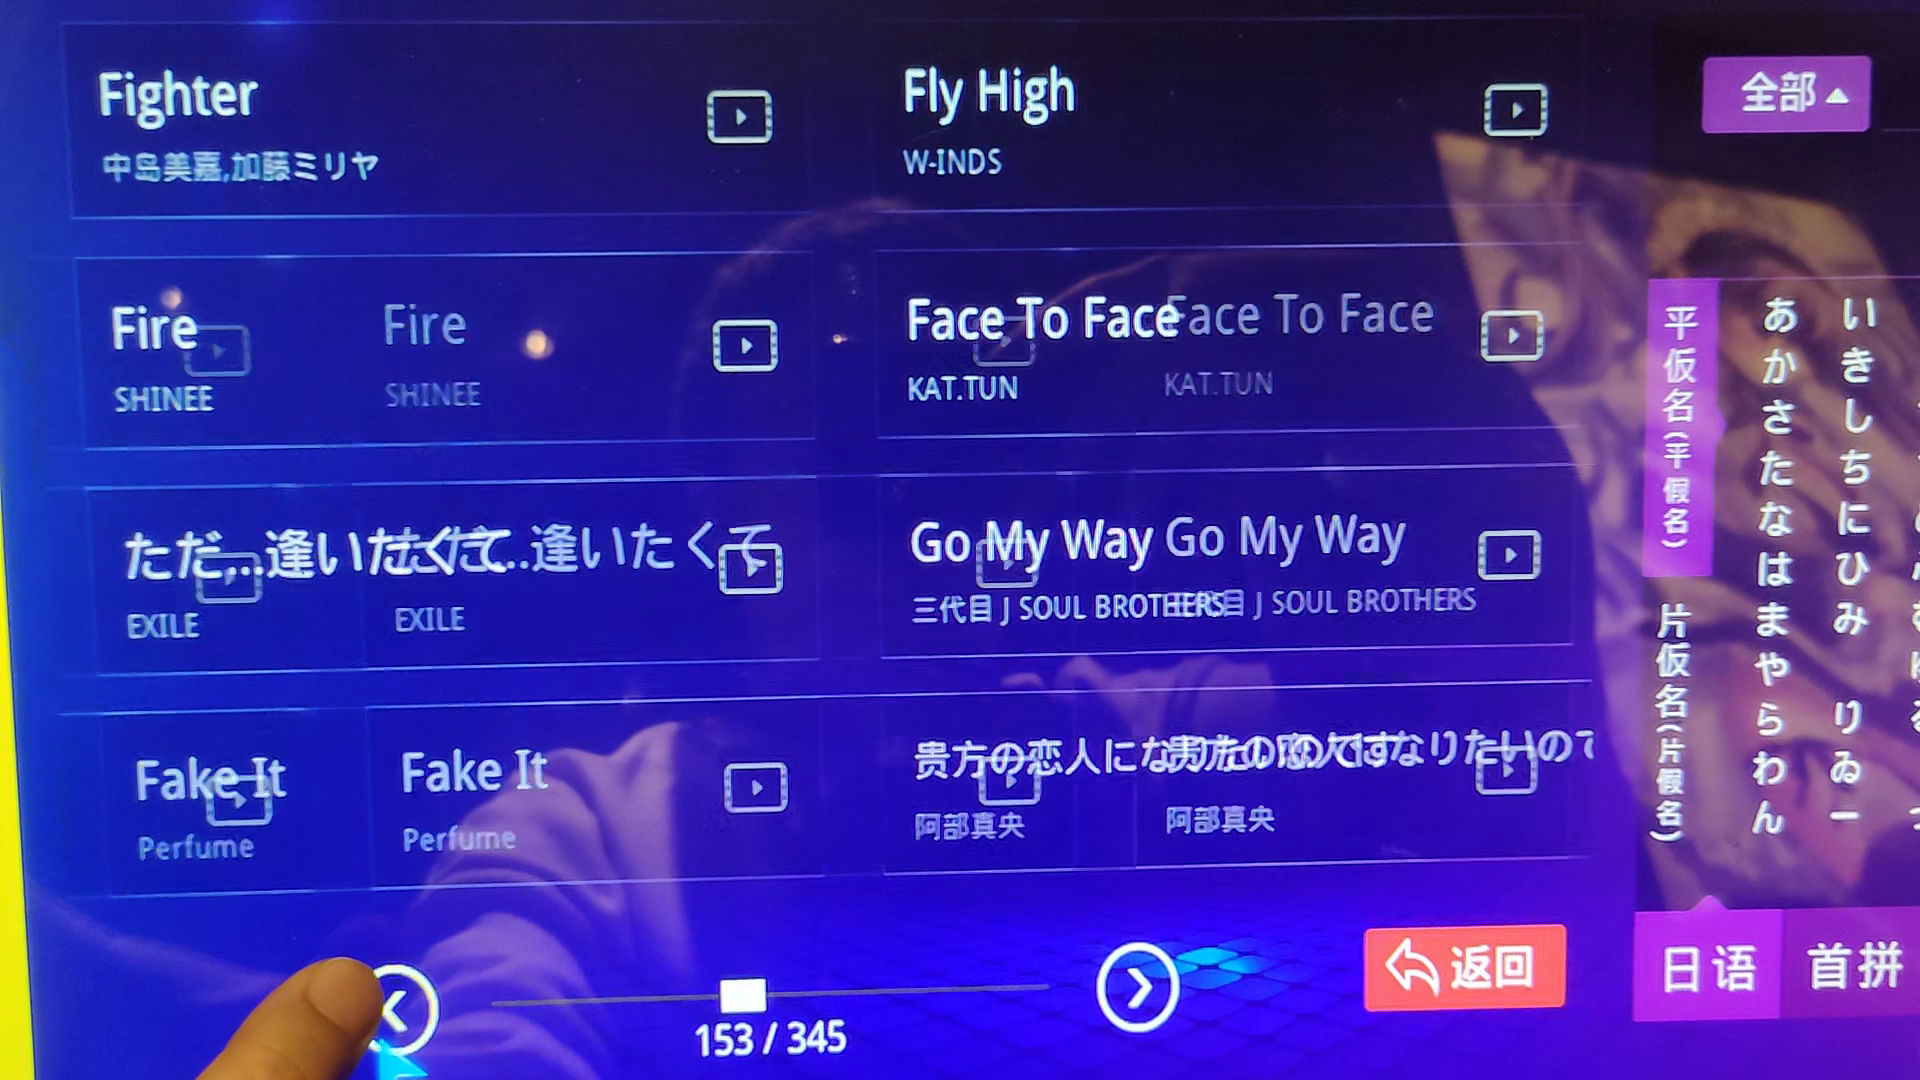 Fighter
中岛美嘉,加藤ミリヤ
Fly High
W-INDS
Fire
SHINEE
Fire
SHINEE
Face To Face
KAT.TUN
Face To Face
KAT.TUN
ただ...逢いたくて
EXILE
ただ...逢いたくて
EXILE
Go My Way
三代目 J SOUL BROTHERS
Go My Way
三代目 J SOUL BROTHERS
Fake It
Perfume
Fake It
Perfume
贵方の恋人になりたいのです
阿部真央
贵方の恋人になりたいので
阿部真央
153 / 345
返回
全部
平仮名(平假名)
片仮名(片假名)
あかさたなはまやらわん
いきしちにひみ りゐー
日语
首拼